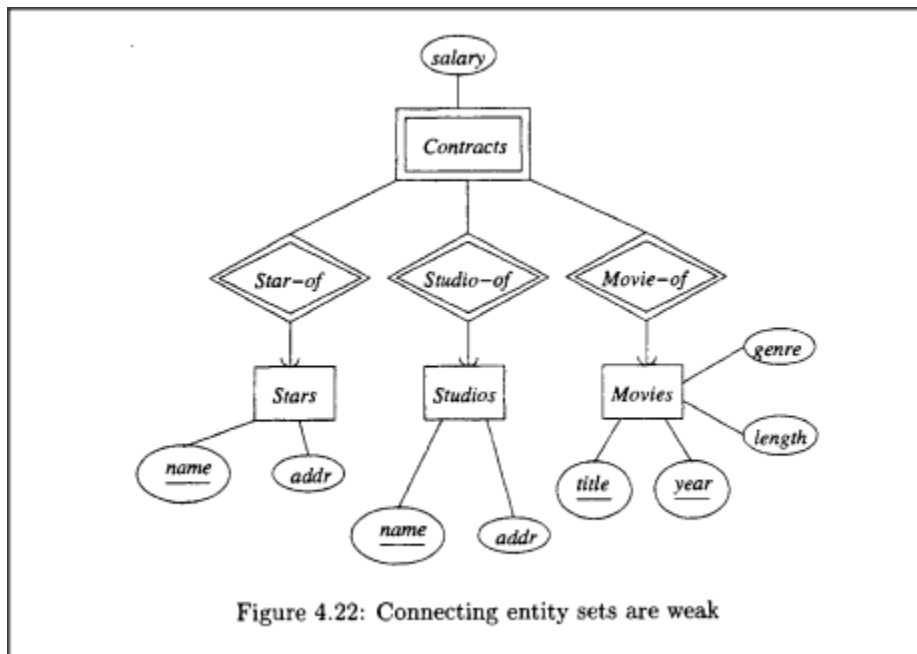 salary
Contracts
Star-of
Studio-of
Movie-of
genre
Stars
Studios
Movies
length
name
addr
title
year
name
addr
Figure 4.22: Connecting entity sets are weak